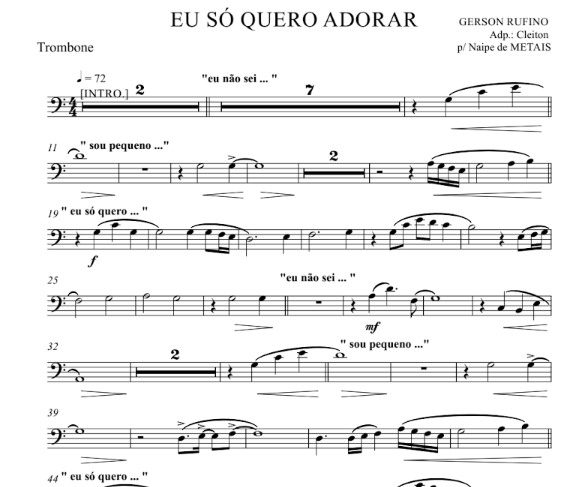 EU SÓ QUERO ADORAR
GERSON RUFINO
Adp.: Cleiton
p/ Naipe de METAIS
Trombone
♩ = 72
[INTRO.]
2
"eu não sei ... "
7
11 " sou pequeno ..."
2
19 " eu só quero ... "
f
25
"eu não sei ... "
mf
32
2
" sou pequeno ..."
39
44 " eu só quero ... "